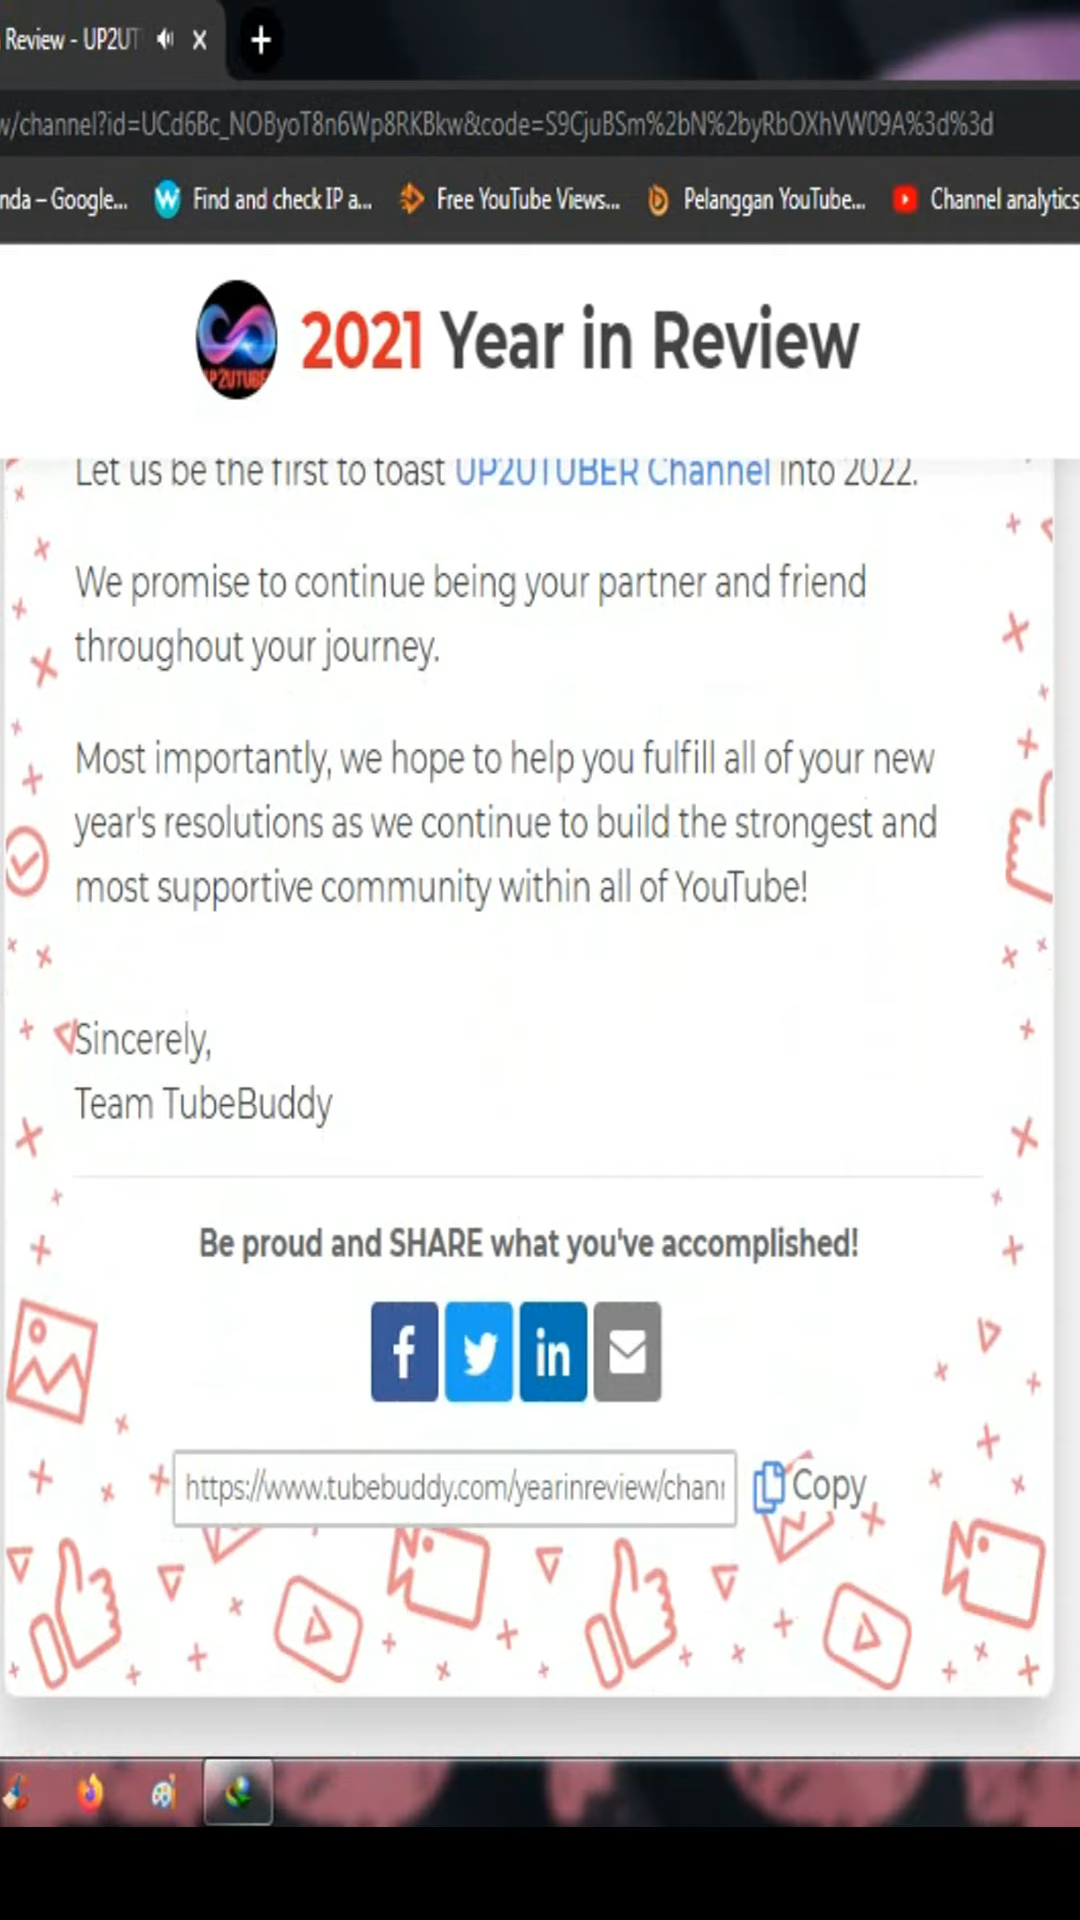 Review - UP2UT
w/channel?id=UCd6Bc_NOByoT8n6Wp8RKBkw&code=S9CjuBSm%2bN%2byRbOXhVW09A%3d%3d
nda – Google... Find and check IP a... Free YouTube Views... Pelanggan YouTube... Channel analytics
P2UTUBE 2021 Year in Review
Let us be the first to toast UP2UTUBER Channel into 2022.
We promise to continue being your partner and friend
throughout your journey.
Most importantly, we hope to help you fulfill all of your new
year's resolutions as we continue to build the strongest and
most supportive community within all of YouTube!
Sincerely,
Team TubeBuddy
Be proud and SHARE what you've accomplished!
https://www.tubebuddy.com/yearinreview/chan Copy